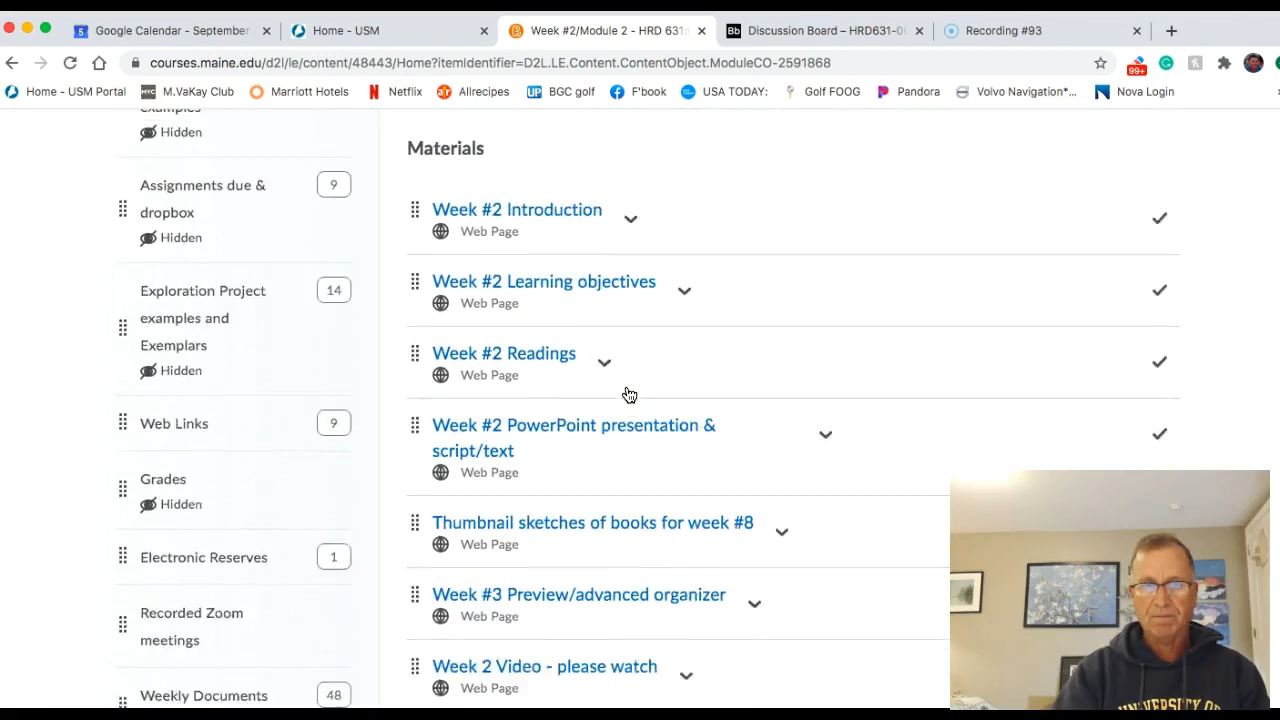 Google Calendar - September
Home - USM
Week #2/Module 2 - HRD 631:
Discussion Board – HRD631-0
Recording #93
courses.maine.edu/d2l/le/content/48443/Home?itemIdentifier=D2L.LE.Content.ContentObject.ModuleCO-2591868
99+
Home - USM Portal
M.VaKay Club
Marriott Hotels
Netflix
Allrecipes
BGC golf
F'book
USA TODAY:
Golf FOOG
Pandora
Volvo Navigation*...
Nova Login
Examples
Hidden
Assignments due &
dropbox
9
Hidden
Exploration Project
examples and
Exemplars
14
Hidden
Web Links
9
Grades
Hidden
Electronic Reserves
1
Recorded Zoom
meetings
Weekly Documents
48
Materials
Week #2 Introduction
Web Page
Week #2 Learning objectives
Web Page
Week #2 Readings
Web Page
Week #2 PowerPoint presentation &
script/text
Web Page
Thumbnail sketches of books for week #8
Web Page
Week #3 Preview/advanced organizer
Web Page
Week 2 Video - please watch
Web Page
UNIVERSITY OF